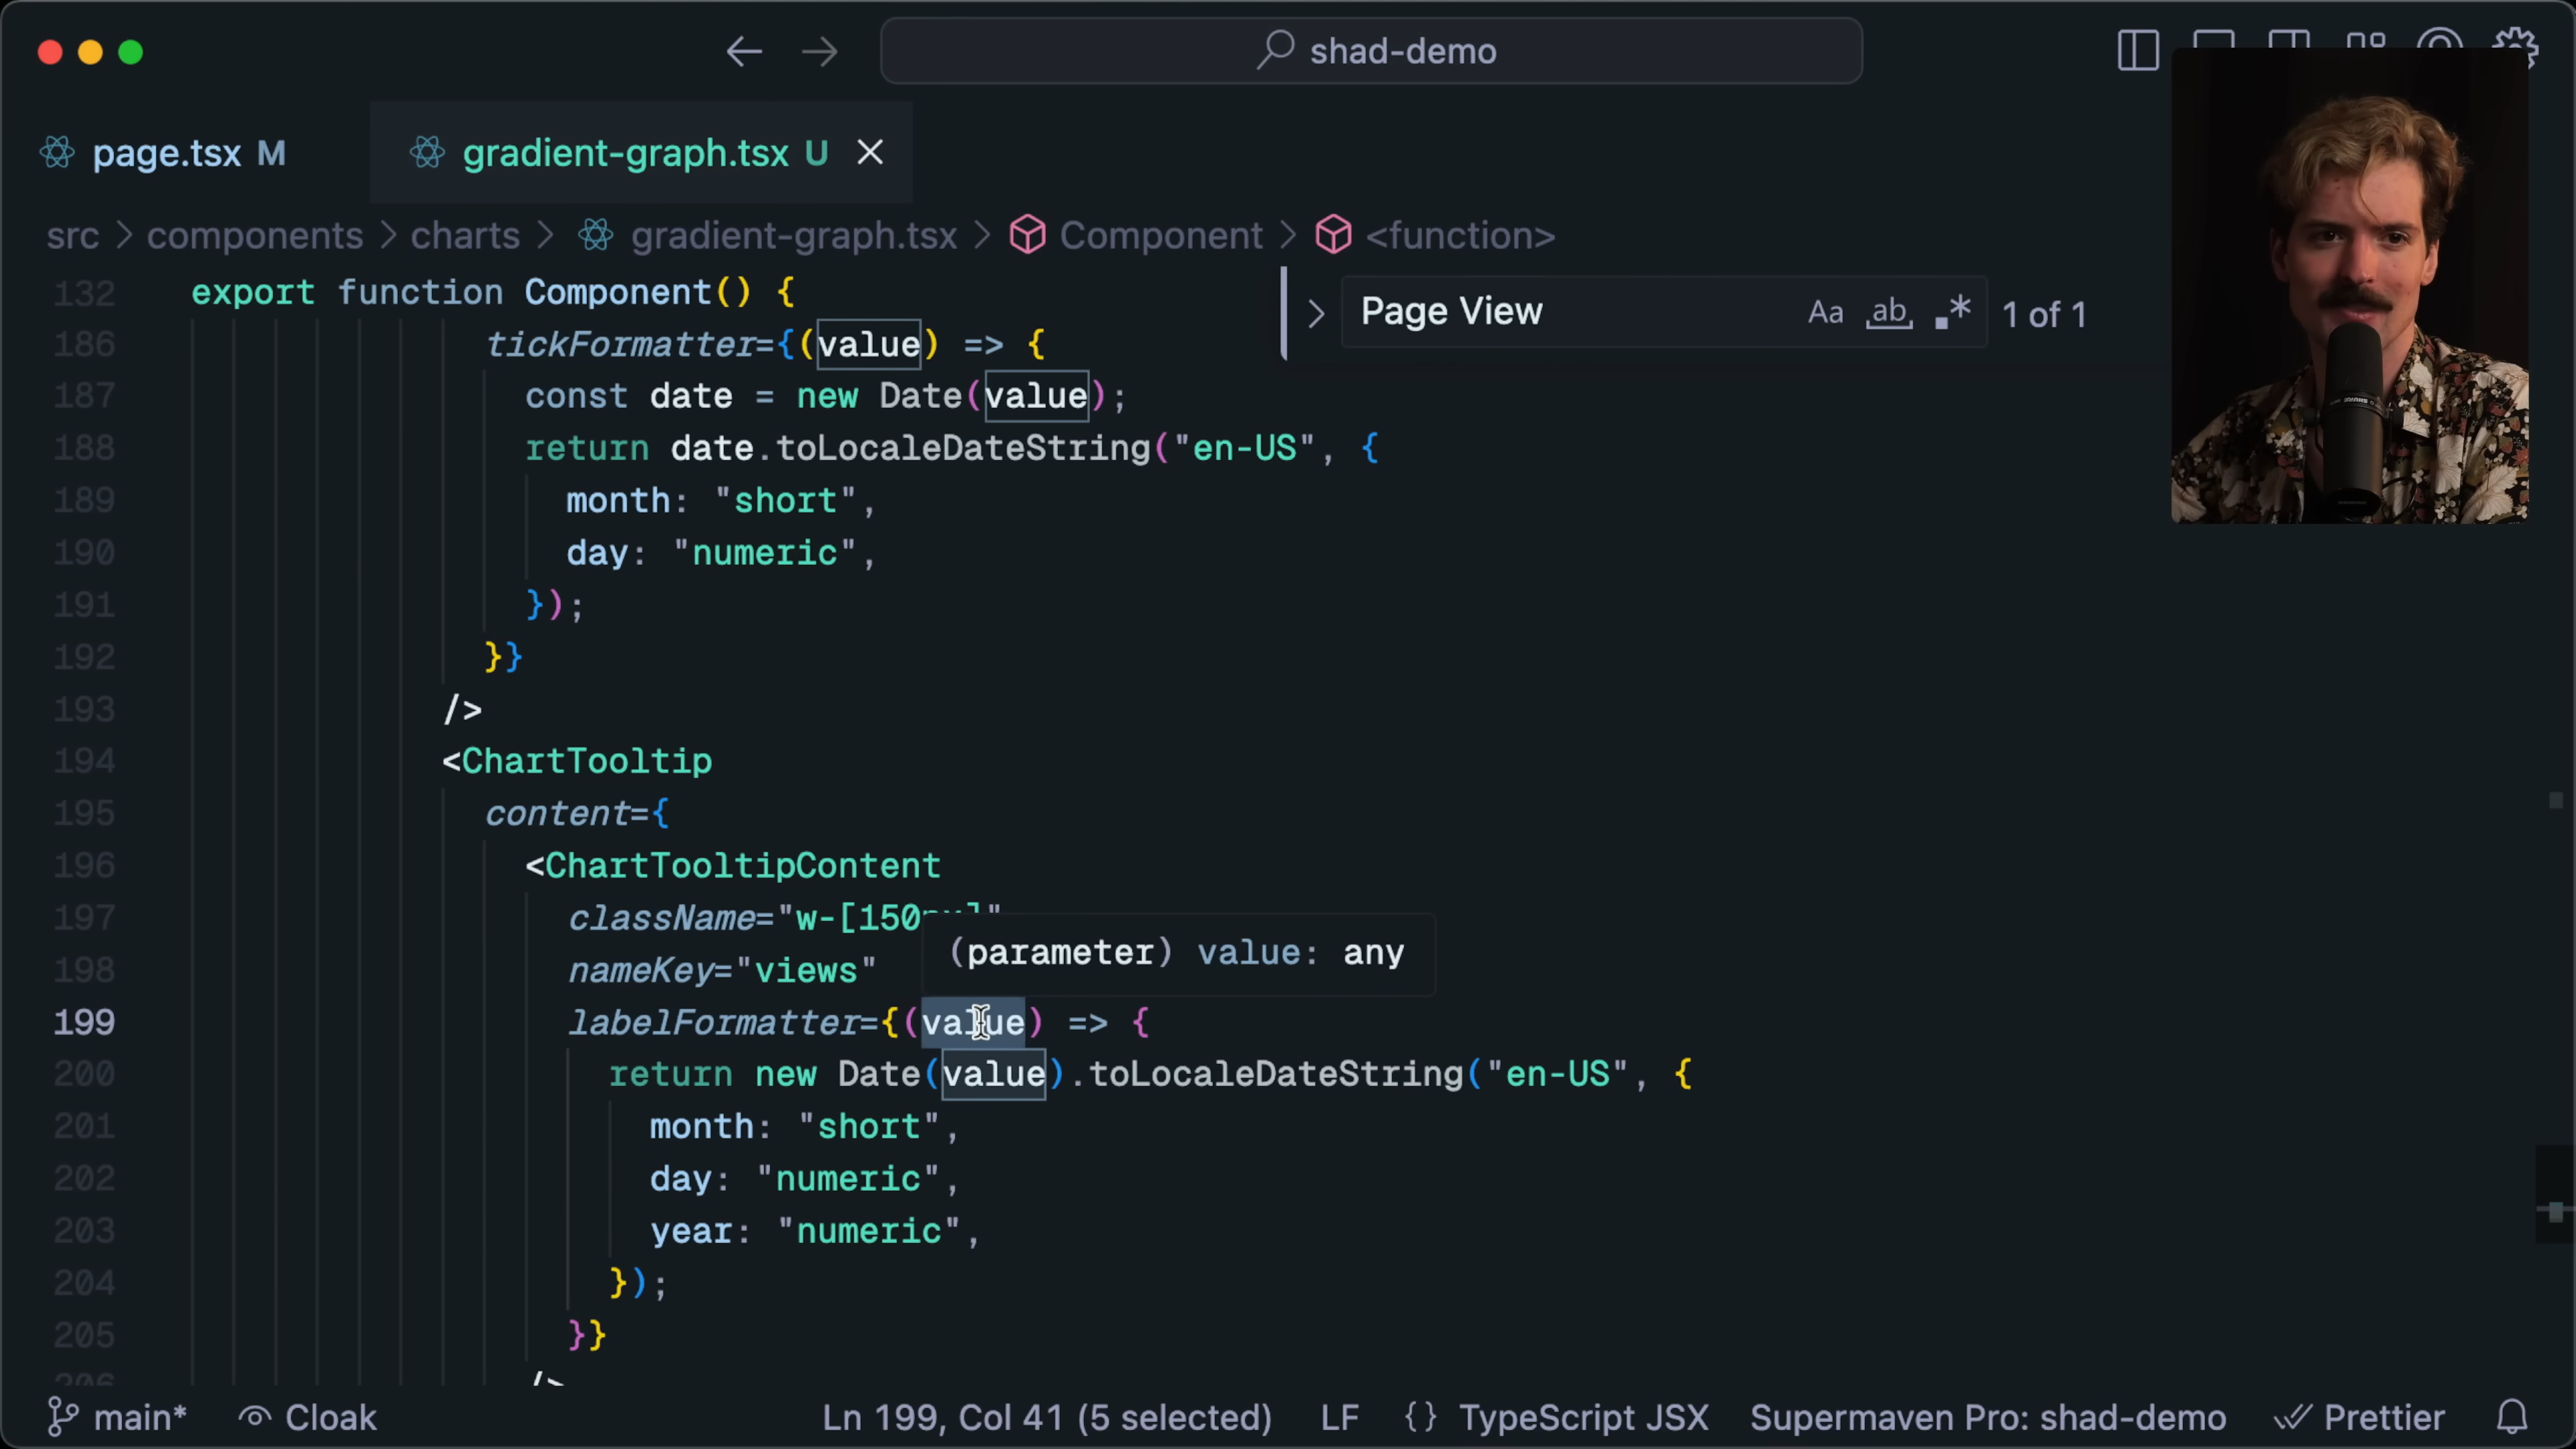 shad-demo
page.tsx M
gradient-graph.tsx U
src > components > charts > gradient-graph.tsx > Component > <function>
Page View
Aa ab .* 1 of 1
132 export function Component() {
186 tickFormatter={(value) => {
187 const date = new Date(value);
188 return date.toLocaleDateString("en-US", {
189 month: "short",
190 day: "numeric",
191 });
192 }}
193 />
194 <ChartTooltip
195 content={
196 <ChartTooltipContent
197 className="w-[150px]"
198 nameKey="views"
(parameter) value: any
199 labelFormatter={(value) => {
200 return new Date(value).toLocaleDateString("en-US", {
201 month: "short",
202 day: "numeric",
203 year: "numeric",
204 });
205 }}
206 />
main* Cloak Ln 199, Col 41 (5 selected) LF {} TypeScript JSX Supermaven Pro: shad-demo Prettier